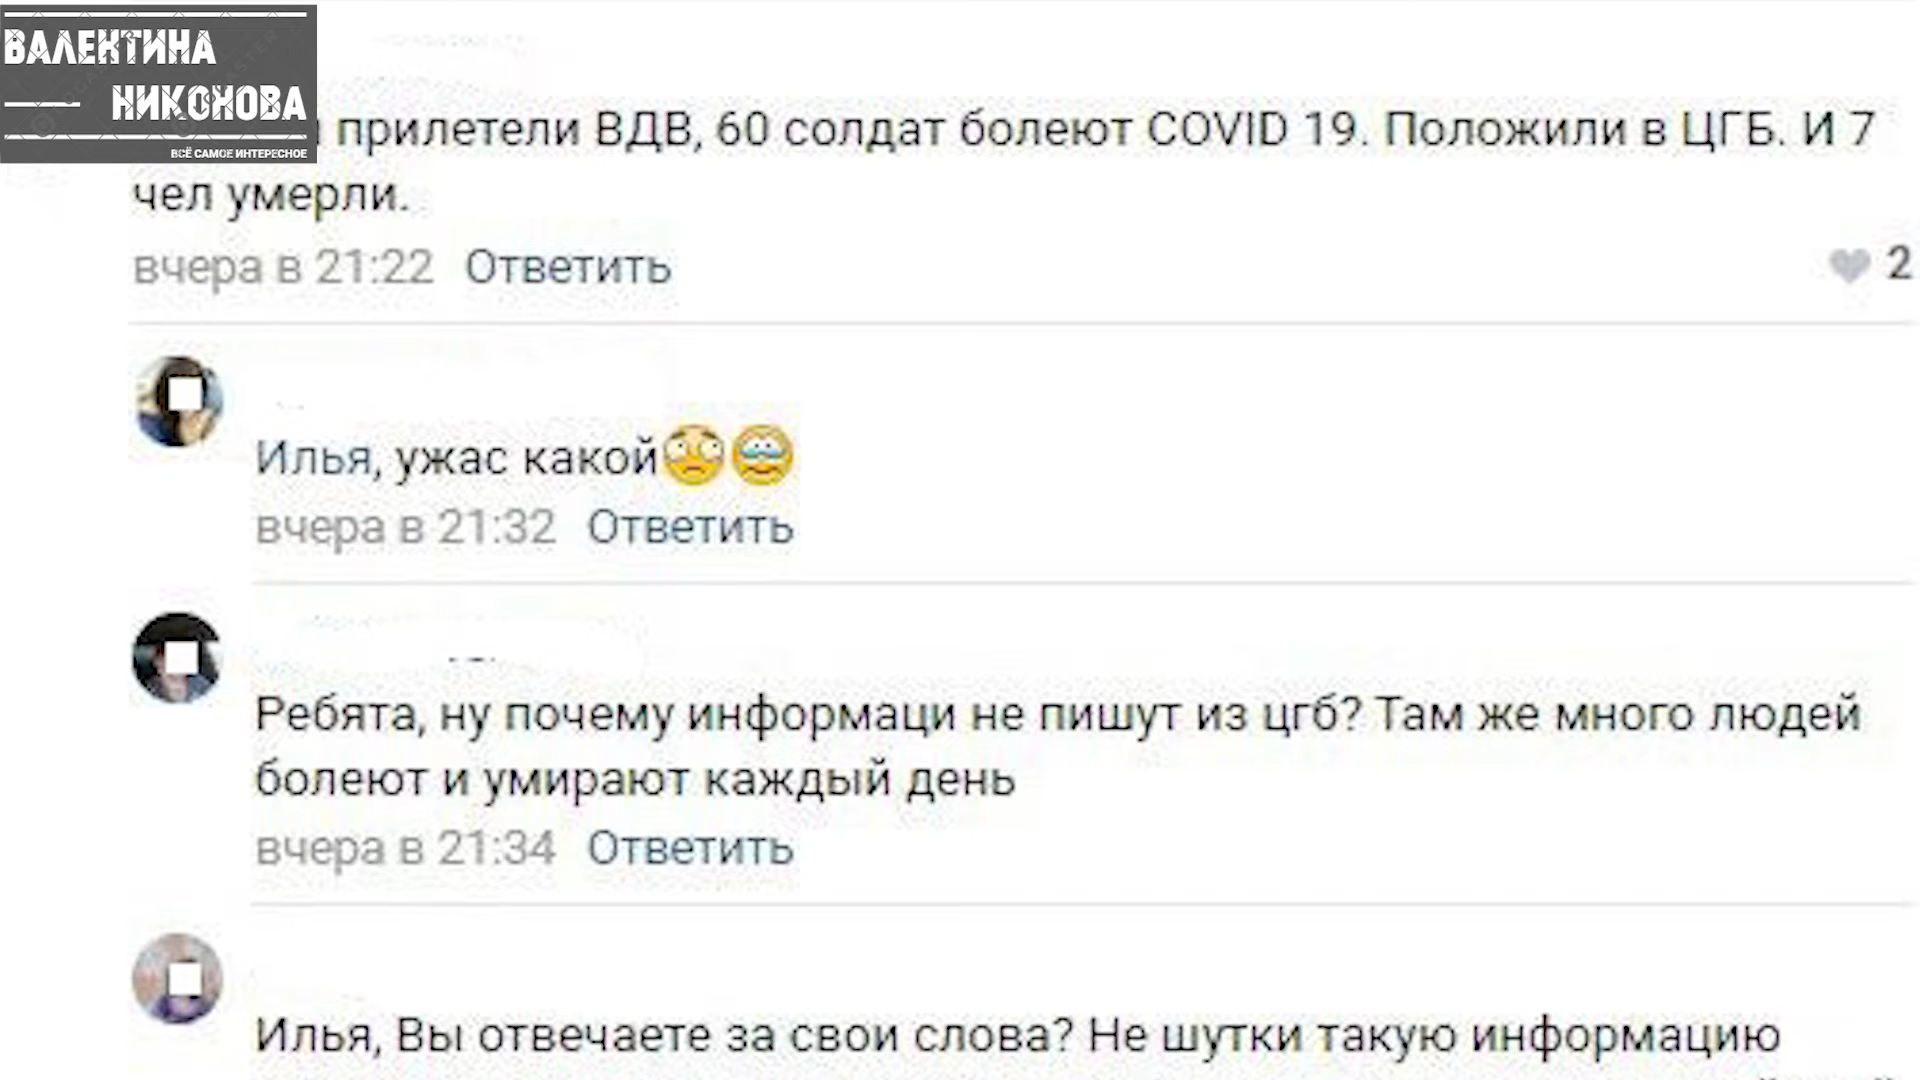 ВАЛЕНТИНА
НИКОНОВА
ВСЁ САМОЕ ИНТЕРЕСНОЕ
прилетели ВДВ, 60 солдат болеют COVID 19. Положили в ЦГБ. И 7
чел умерли.
вчера в 21:22 Ответить 2
Илья, ужас какой
вчера в 21:32 Ответить
Ребята, ну почему информаци не пишут из цгб? Там же много людей
болеют и умирают каждый день
вчера в 21:34 Ответить
Илья, Вы отвечаете за свои слова? Не шутки такую информацию